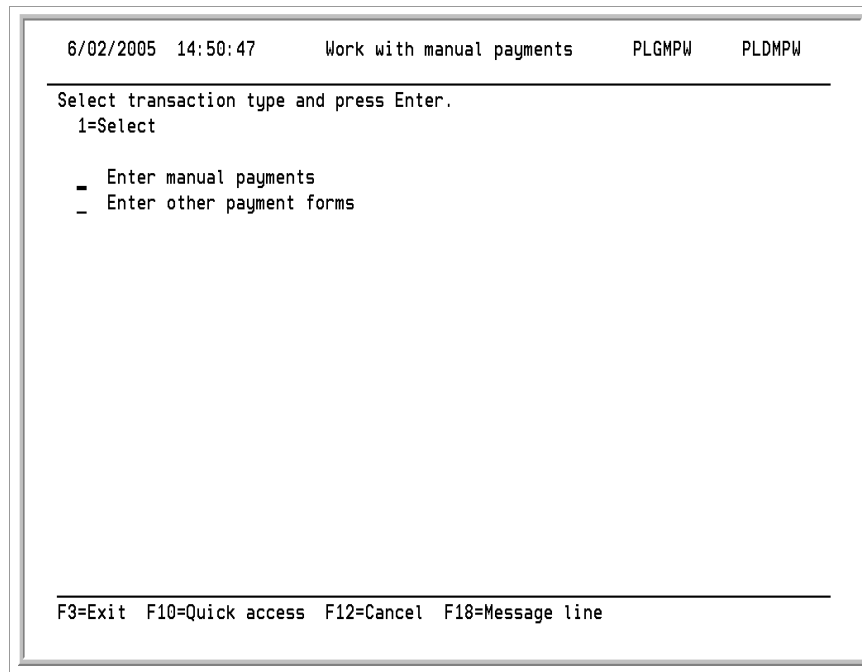 6/02/2005 14:50:47 Work with manual payments PLGMPW PLDMPW
Select transaction type and press Enter.
1=Select
_ Enter manual payments
_ Enter other payment forms
F3=Exit F10=Quick access F12=Cancel F18=Message line